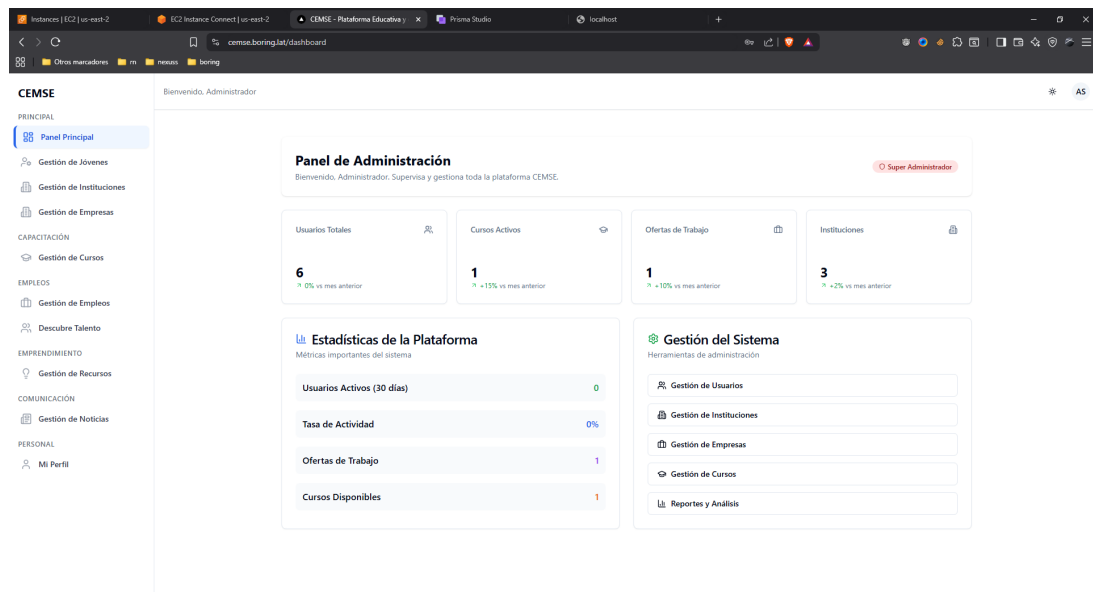 Instances | EC2 | us-east-2
EC2 Instance Connect | us-east-2
CEMSE - Plataforma Educativa y
Prisma Studio
localhost
cemse.boring.lat/dashboard
Otros marcadores
rn
nexuss
boring
CEMSE
Bienvenido, Administrador
AS
PRINCIPAL
Panel Principal
Gestión de Jóvenes
Gestión de Instituciones
Gestión de Empresas
CAPACITACIÓN
Gestión de Cursos
EMPLEOS
Gestión de Empleos
Descubre Talento
EMPRENDIMIENTO
Gestión de Recursos
COMUNICACIÓN
Gestión de Noticias
PERSONAL
Mi Perfil
Panel de Administración
Bienvenido, Administrador. Supervisa y gestiona toda la plataforma CEMSE.
Super Administrador
Usuarios Totales
6
0% vs mes anterior
Cursos Activos
1
+15% vs mes anterior
Ofertas de Trabajo
1
+10% vs mes anterior
Instituciones
3
+2% vs mes anterior
Estadísticas de la Plataforma
Métricas importantes del sistema
Usuarios Activos (30 días) 0
Tasa de Actividad 0%
Ofertas de Trabajo 1
Cursos Disponibles 1
Gestión del Sistema
Herramientas de administración
Gestión de Usuarios
Gestión de Instituciones
Gestión de Empresas
Gestión de Cursos
Reportes y Análisis